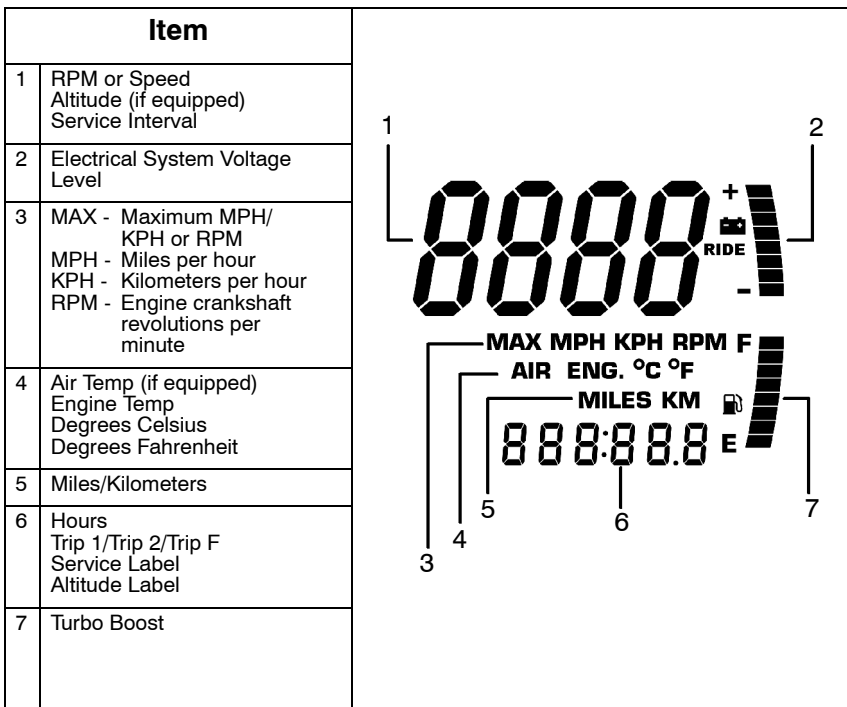 Item
1 RPM or Speed
Altitude (if equipped)
Service Interval
2 Electrical System Voltage
Level
3 MAX - Maximum MPH/
KPH or RPM
MPH - Miles per hour
KPH - Kilometers per hour
RPM - Engine crankshaft
revolutions per
minute
4 Air Temp (if equipped)
Engine Temp
Degrees Celsius
Degrees Fahrenheit
5 Miles/Kilometers
6 Hours
Trip 1/Trip 2/Trip F
Service Label
Altitude Label
7 Turbo Boost
1
2
8888
+
RIDE
-
MAX MPH KPH RPM F
AIR ENG. °C °F
MILES KM
888:88.8 E
5
6
7
4
3